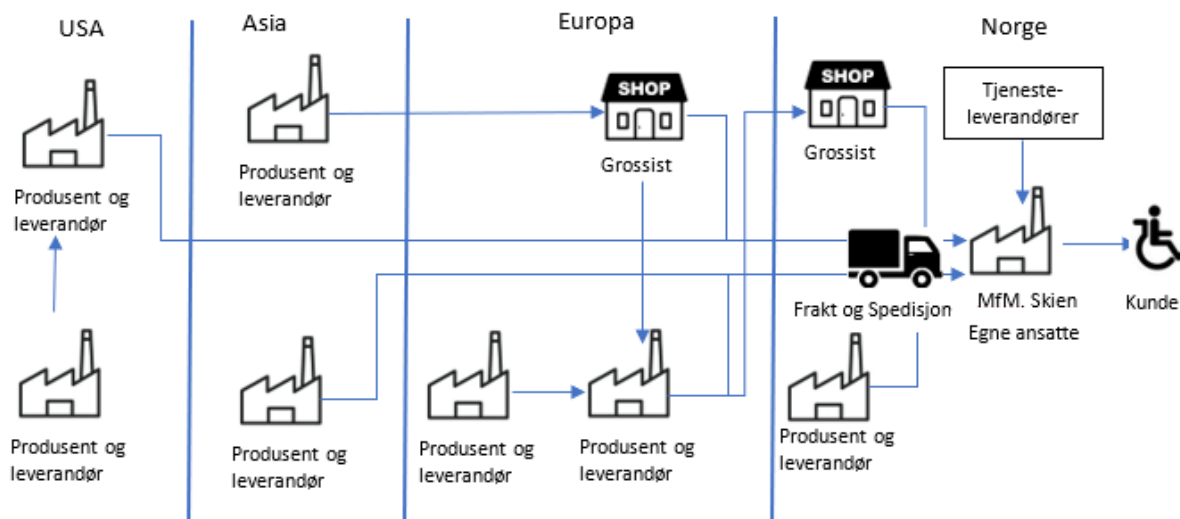 USA
Asia
Europa
Norge
SHOP
SHOP
Tjeneste-
leverandører
Grossist
Grossist
Produsent og
leverandør
Produsent og
leverandør
Frakt og Spedisjon
MfM. Skien
Egne ansatte
Kunde
Produsent og
leverandør
Produsent og
leverandør
Produsent og
leverandør
Produsent og
leverandør
Produsent og
leverandør